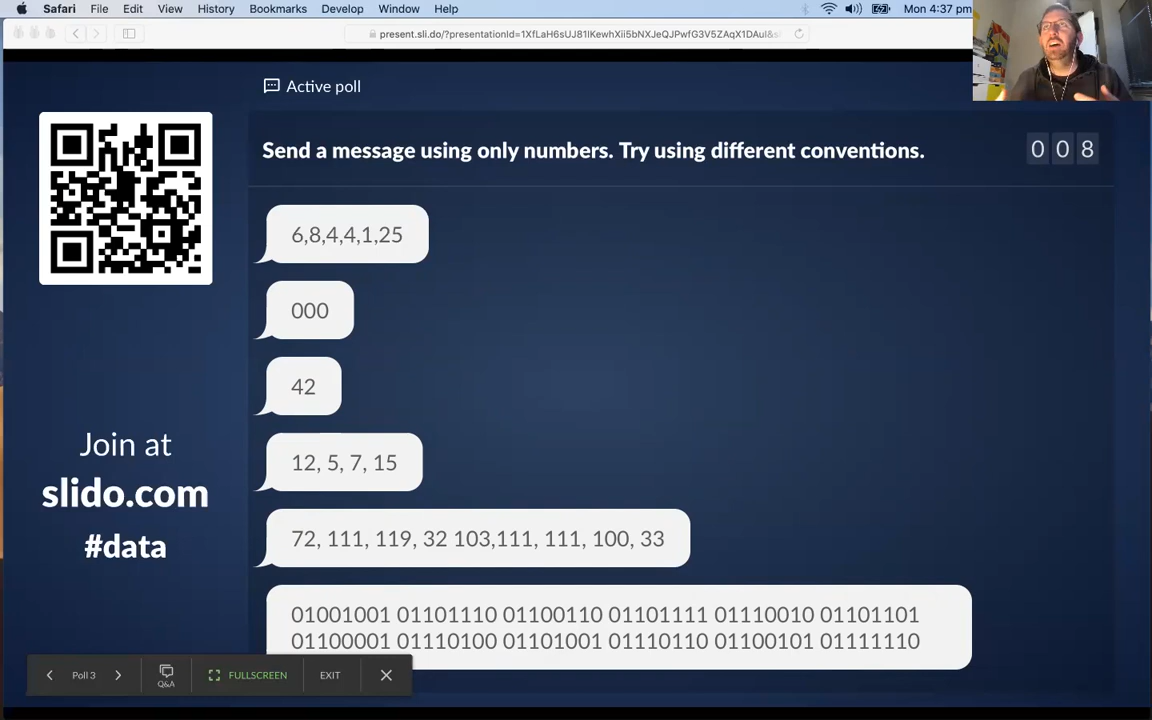 Safari File Edit View History Bookmarks Develop Window Help Mon 4:37 pm
Active poll
Send a message using only numbers. Try using different conventions. 008
6,8,4,4,1,25
000
42
12, 5, 7, 15
72, 111, 119, 32 103,111, 111, 100, 33
01001001 01101110 01100110 01101111 01110010 01101101
01100001 01110100 01101001 01110110 01100101 01111110
Join at
slido.com
#data
Poll 3 Q&A FULLSCREEN EXIT